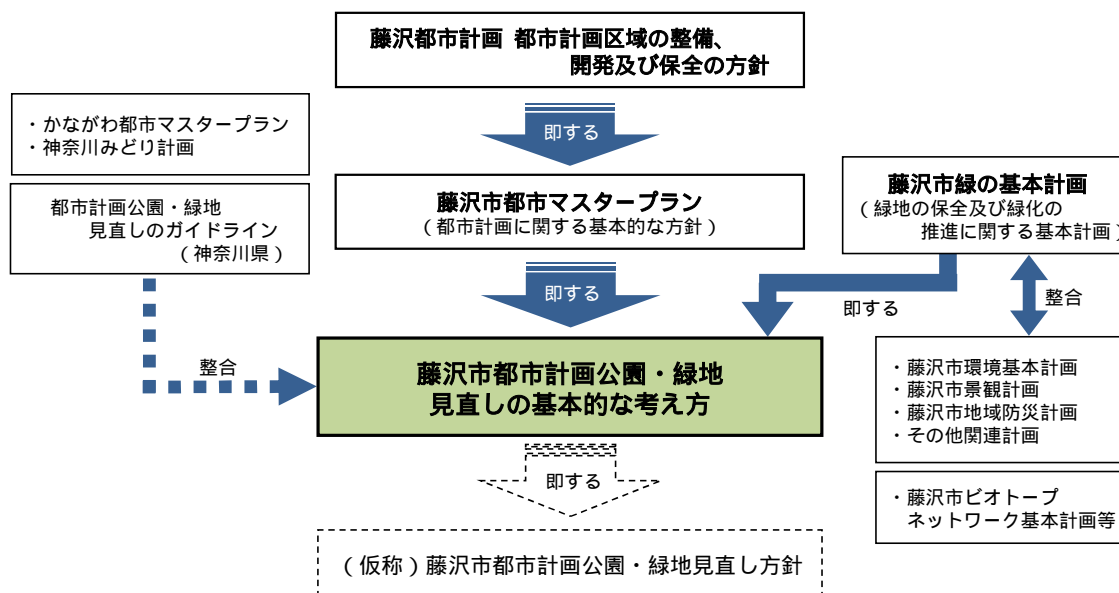 藤沢都市計画 都市計画区域の整備、
開発及び保全の方針
即する
・かながわ都市マスタープラン
・神奈川みどり計画
都市計画公園・緑地
見直しのガイドライン
（神奈川県）
藤沢市都市マスタープラン
（都市計画に関する基本的な方針）
藤沢市緑の基本計画
（緑地の保全及び緑化の
推進に関する基本計画）
即する
即する
整合
整合
藤沢市都市計画公園・緑地
見直しの基本的な考え方
・藤沢市環境基本計画
・藤沢市景観計画
・藤沢市地域防災計画
・その他関連計画
即する
・藤沢市ビオトープ
ネットワーク基本計画等
（仮称）藤沢市都市計画公園・緑地見直し方針